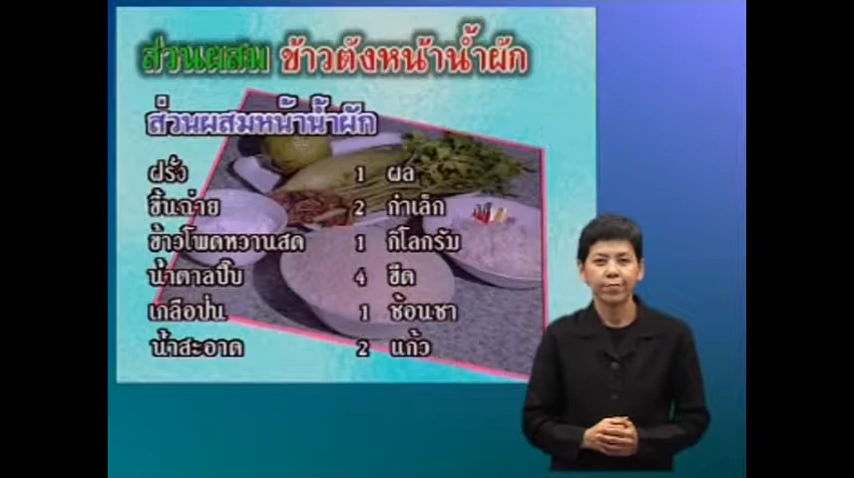 ส่วนผสม ข้าวตังหน้าน้ำผัก
ส่วนผสมหน้าน้ำผัก
ฝรั่ง 1 ผล
ขึ้นฉ่าย 2 กำเล็ก
ข้าวโพดหวานสด 1 กิโลกรัม
น้ำตาลปี๊บ 4 ขีด
เกลือป่น 1 ช้อนชา
น้ำสะอาด 2 แก้ว